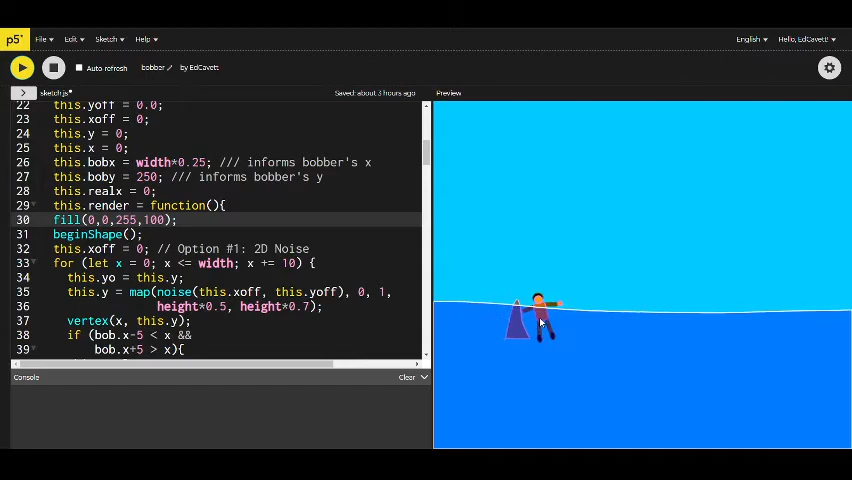 p5* File Edit Sketch Help English Hello, EdCavett!
Auto refresh bobber by EdCavett
sketch.js Saved: about 3 hours ago Preview
22 this.yoff = 0.0;
23 this.xoff = 0;
24 this.y = 0;
25 this.x = 0;
26 this.bobx = width*0.25; /// informs bobber's x
27 this.boby = 250; /// informs bobber's y
28 this.realx = 0;
29 this.render = function(){
30 fill(0,0,255,100);
31 beginShape();
32 this.xoff = 0; // Option #1: 2D Noise
33 for (let x = 0; x <= width; x += 10) {
34 this.yo = this.y;
35 this.y = map(noise(this.xoff, this.yoff), 0, 1,
36 height*0.5, height*0.7);
37 vertex(x, this.y);
38 if (bob.x-5 < x &&
39 bob.x+5 > x){
Console Clear